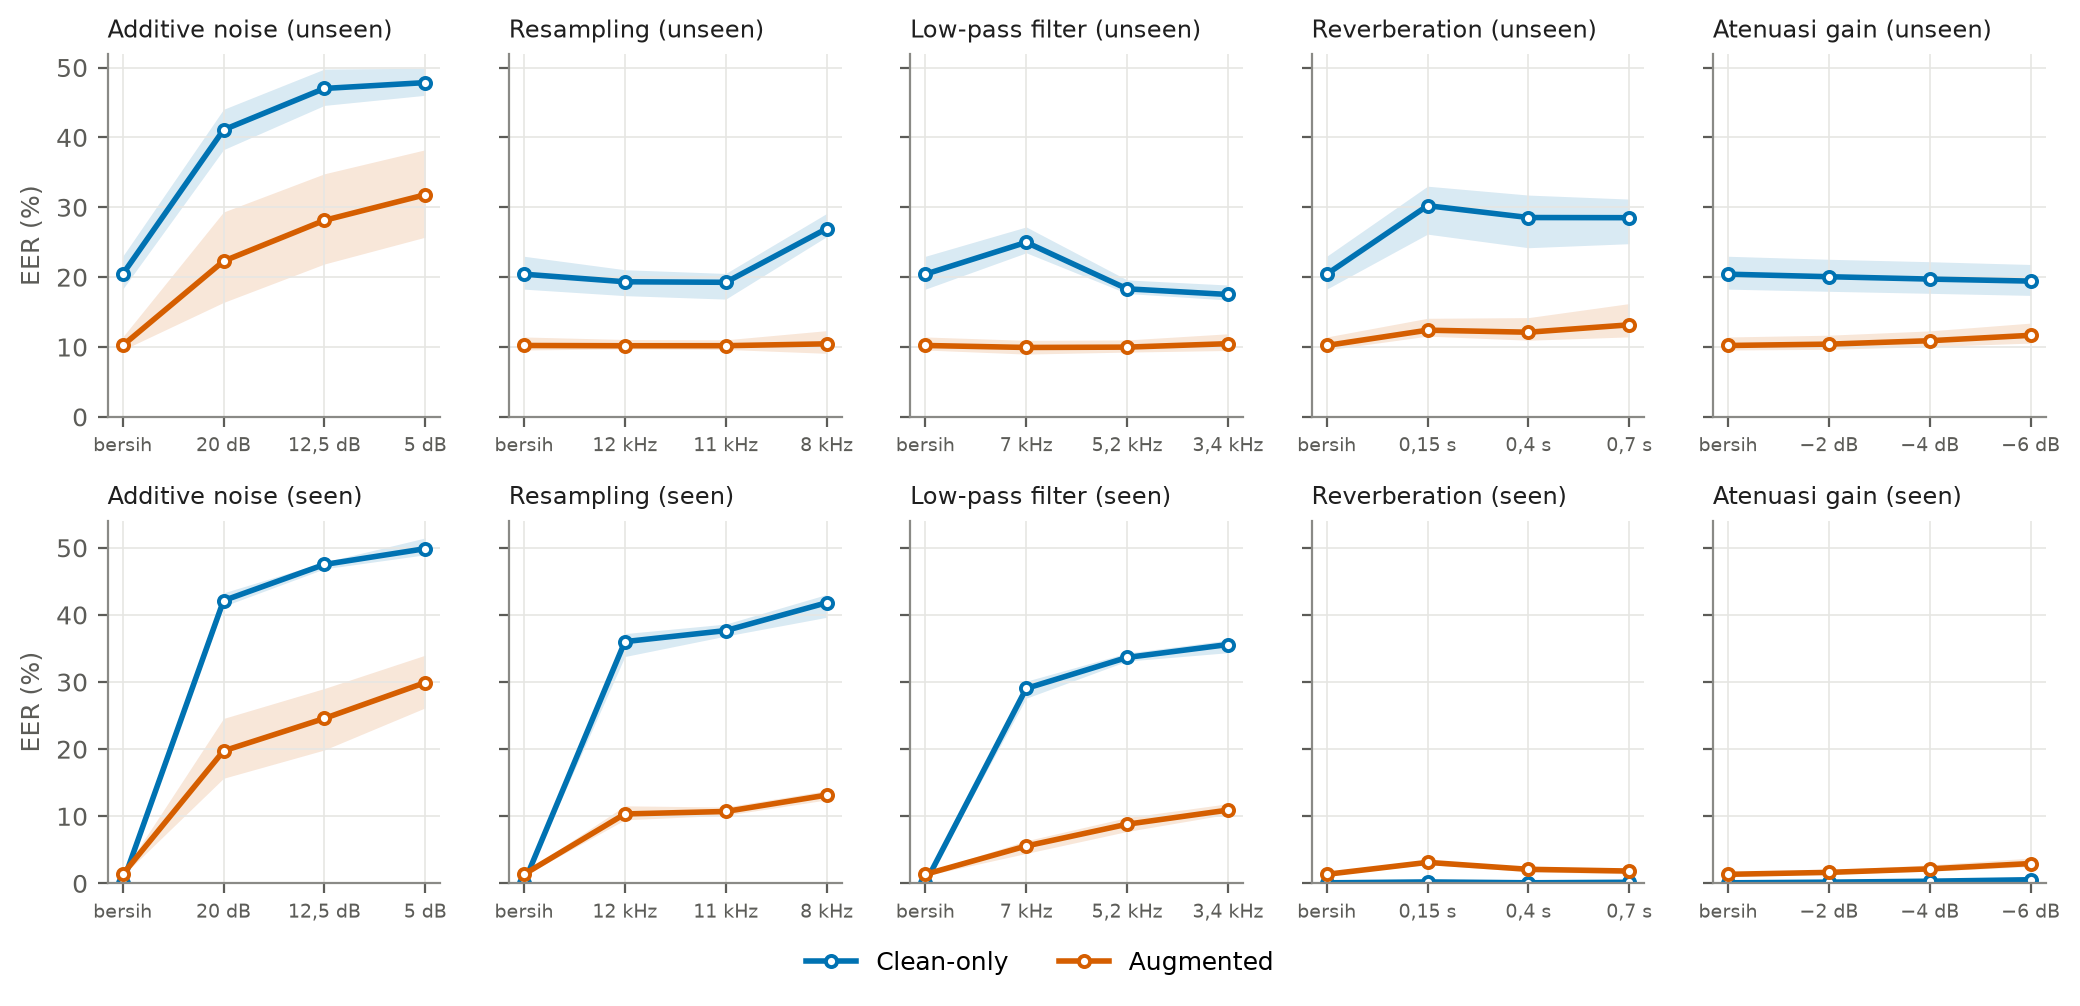 Additive noise (unseen)
Resampling (unseen)
Low-pass filter (unseen)
Reverberation (unseen)
Atenuasi gain (unseen)
EER (%)
50
40
30
20
10
0
bersih 20 dB 12,5 dB 5 dB
bersih 12 kHz 11 kHz 8 kHz
bersih 7 kHz 5,2 kHz 3,4 kHz
bersih 0,15 s 0,4 s 0,7 s
bersih −2 dB −4 dB −6 dB
Additive noise (seen)
Resampling (seen)
Low-pass filter (seen)
Reverberation (seen)
Atenuasi gain (seen)
EER (%)
50
40
30
20
10
0
bersih 20 dB 12,5 dB 5 dB
bersih 12 kHz 11 kHz 8 kHz
bersih 7 kHz 5,2 kHz 3,4 kHz
bersih 0,15 s 0,4 s 0,7 s
bersih −2 dB −4 dB −6 dB
Clean-only
Augmented